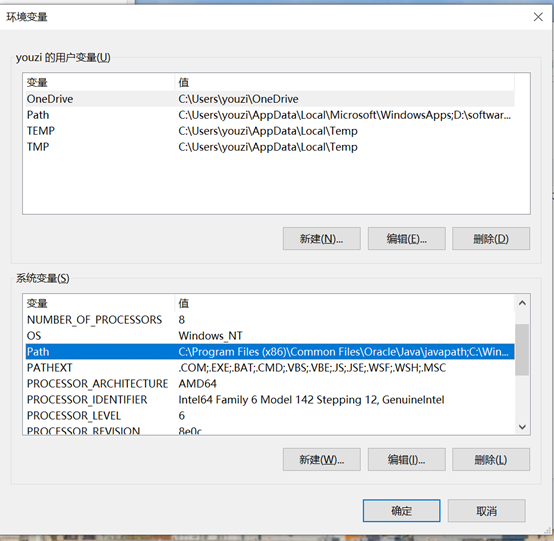 环境变量
youzi 的用户变量(U)
变量 值
OneDrive C:\Users\youzi\OneDrive
Path C:\Users\youzi\AppData\Local\Microsoft\WindowsApps;D:\softwar...
TEMP C:\Users\youzi\AppData\Local\Temp
TMP C:\Users\youzi\AppData\Local\Temp
新建(N)... 编辑(E)... 删除(D)
系统变量(S)
变量 值
NUMBER_OF_PROCESSORS 8
OS Windows_NT
Path C:\Program Files (x86)\Common Files\Oracle\Java\javapath;C:\Win...
PATHEXT .COM;.EXE;.BAT;.CMD;.VBS;.VBE;.JS;.JSE;.WSF;.WSH;.MSC
PROCESSOR_ARCHITECTURE AMD64
PROCESSOR_IDENTIFIER Intel64 Family 6 Model 142 Stepping 12, GenuineIntel
PROCESSOR_LEVEL 6
PROCESSOR_REVISION 8e0c
新建(W)... 编辑(I)... 删除(L)
确定 取消